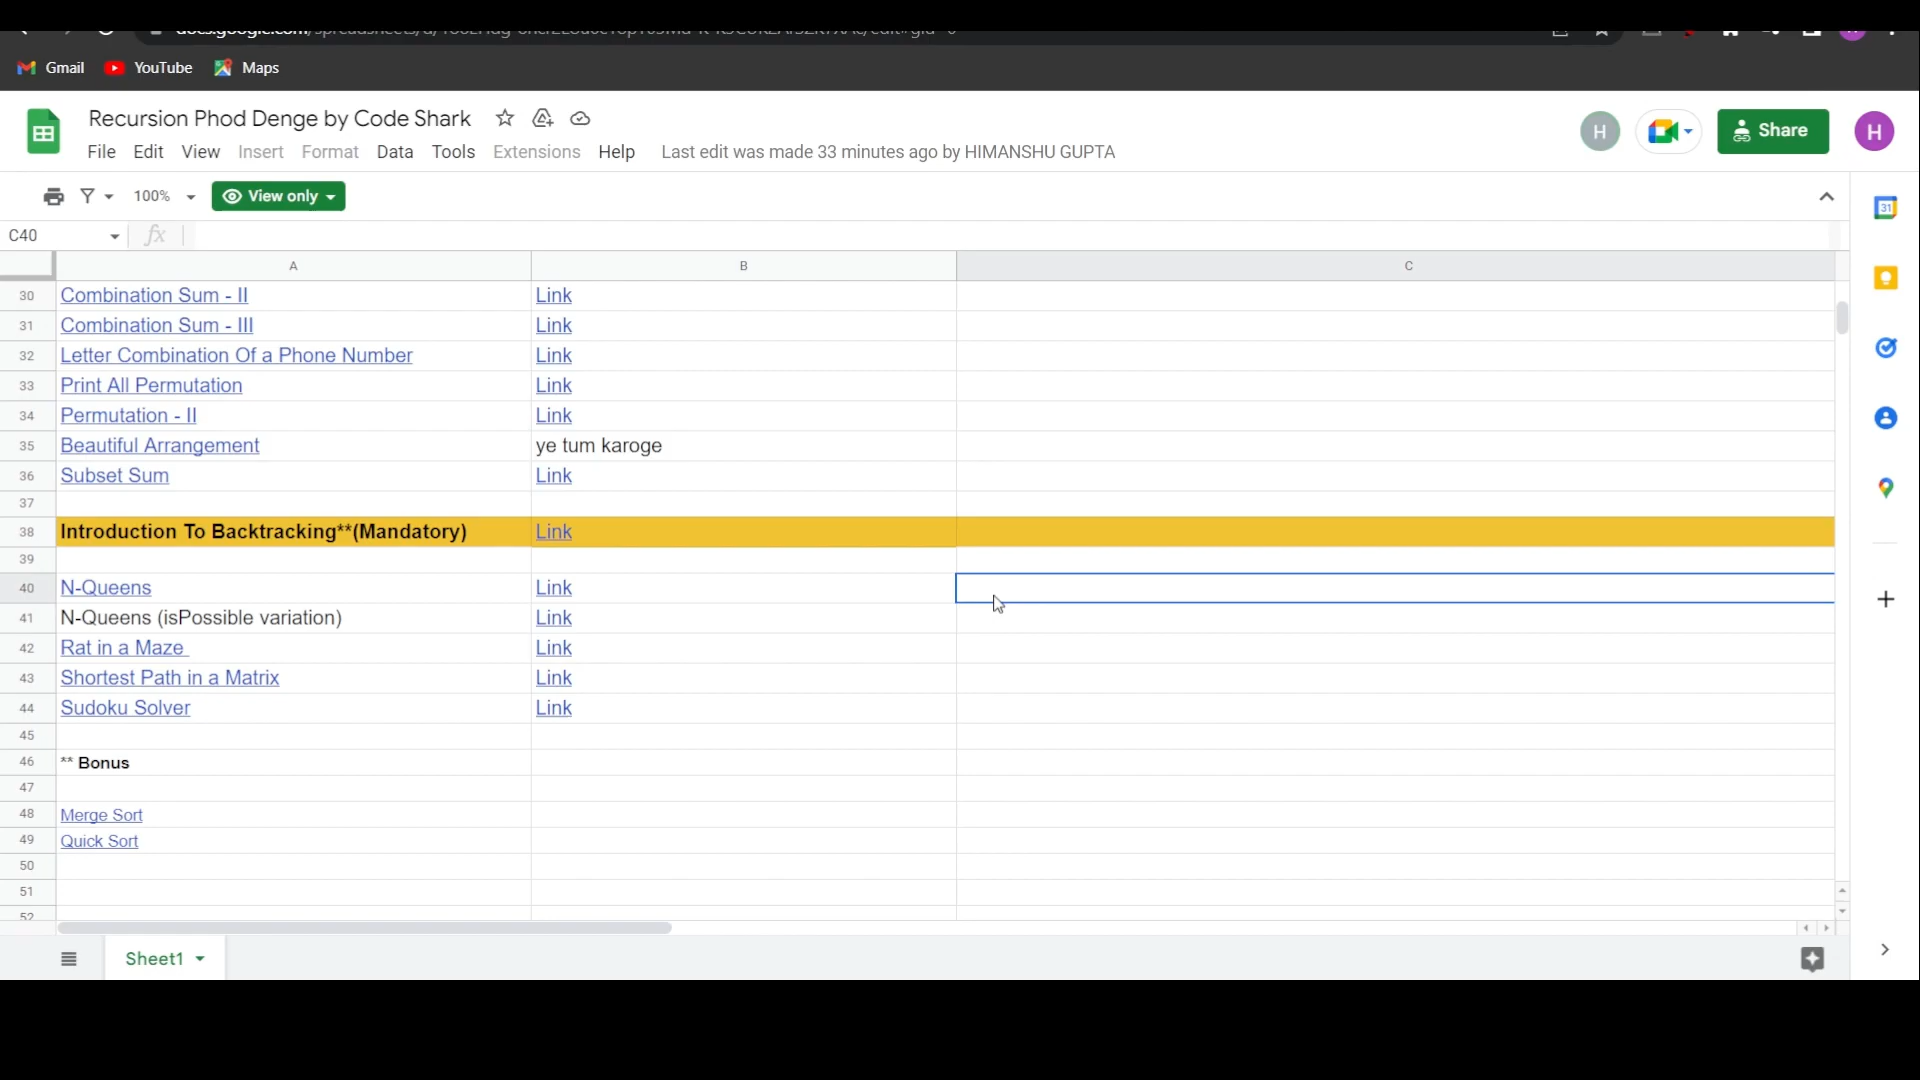 Gmail YouTube Maps
Recursion Phod Denge by Code Shark
H Share H
File Edit View Insert Format Data Tools Extensions Help Last edit was made 33 minutes ago by HIMANSHU GUPTA
100% View only 31
C40 fx
A B C
30 Combination Sum - II Link
31 Combination Sum - III Link
32 Letter Combination Of a Phone Number Link
33 Print All Permutation Link
34 Permutation - II Link
35 Beautiful Arrangement ye tum karoge
36 Subset Sum Link
37
38 Introduction To Backtracking**(Mandatory) Link
39
40 N-Queens Link
41 N-Queens (isPossible variation) Link
42 Rat in a Maze Link
43 Shortest Path in a Matrix Link
44 Sudoku Solver Link
45
46 ** Bonus
47
48 Merge Sort
49 Quick Sort
50
51
52
Sheet1